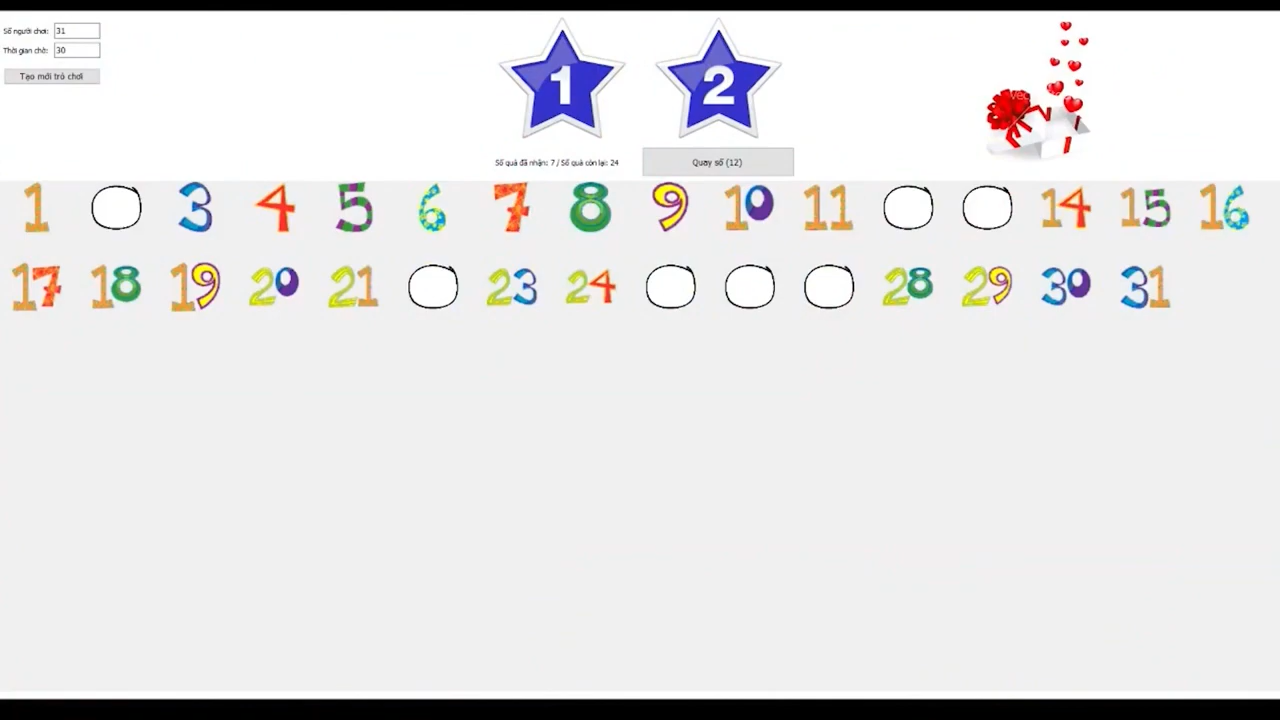 Số người chơi: 31
Thời gian chờ: 30
Tạo mới trò chơi
1 2
Số quà đã nhận: 7 / Số quà còn lại: 24
Quay số (12)
1 3 4 5 6 7 8 9 10 11 14 15 16
17 18 19 20 21 23 24 28 29 30 31